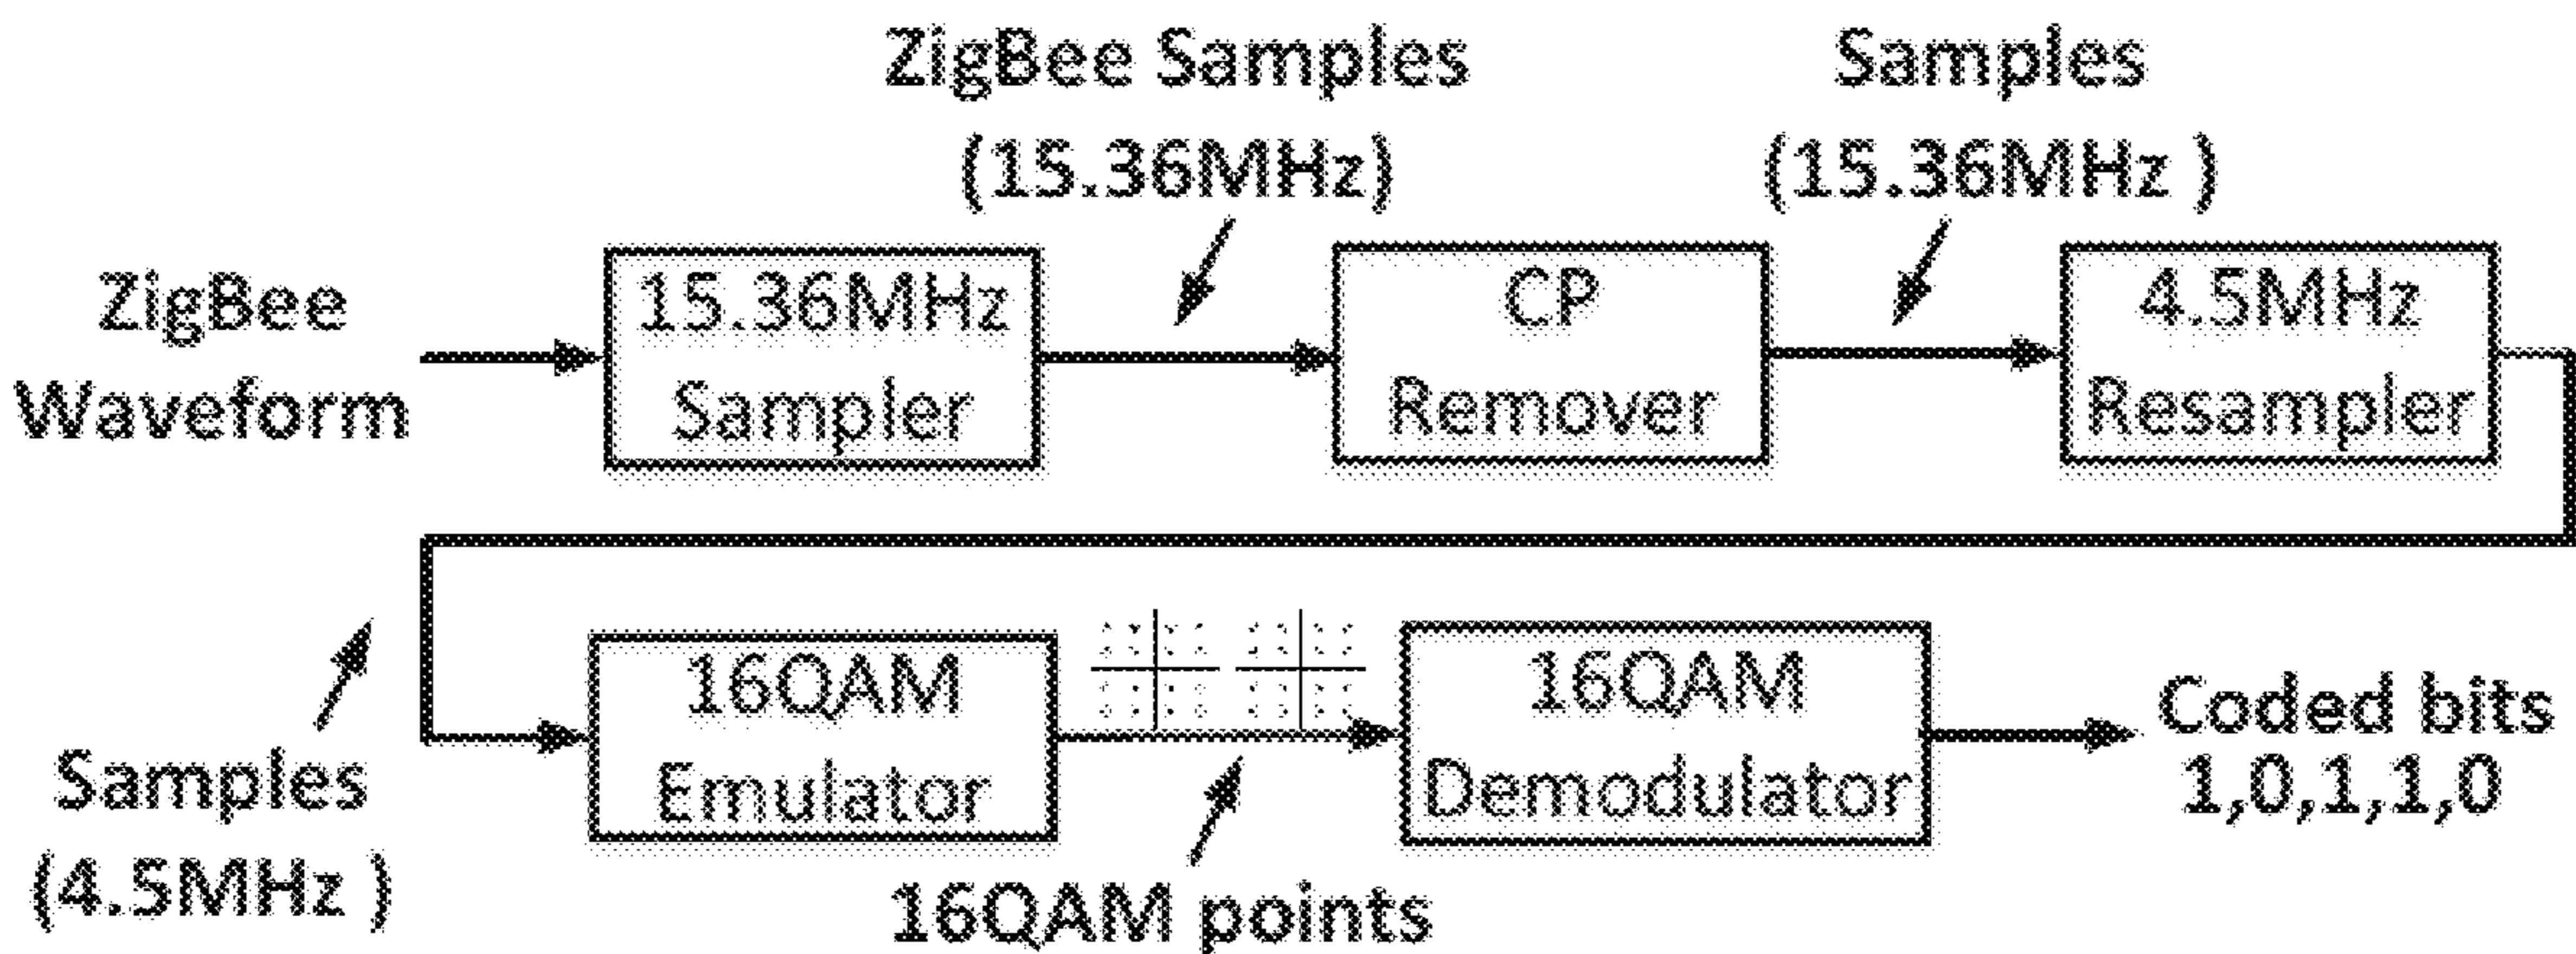 ZigBee Samples
(15.36MHz)
Samples
(15.36MHz )
ZigBee
Waveform
15.36MHz
Sampler
CP
Remover
4.5MHz
Resampler
Samples
(4.5MHz )
16QAM
Emulator
16QAM points
16QAM
Demodulator
Coded bits
1,0,1,1,0